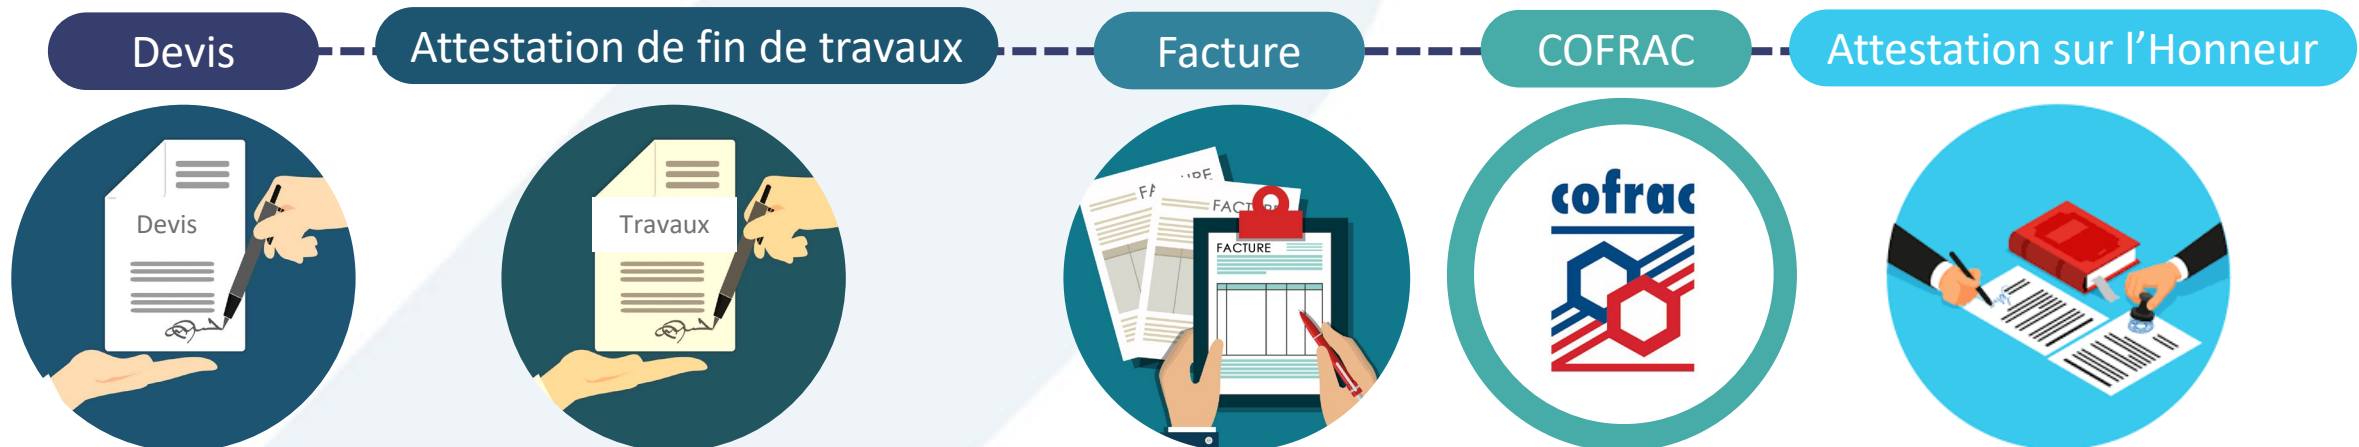 Devis
Attestation de fin de travaux
Facture
COFRAC
Attestation sur l’Honneur
Devis
Travaux
FACTURE
cofrac